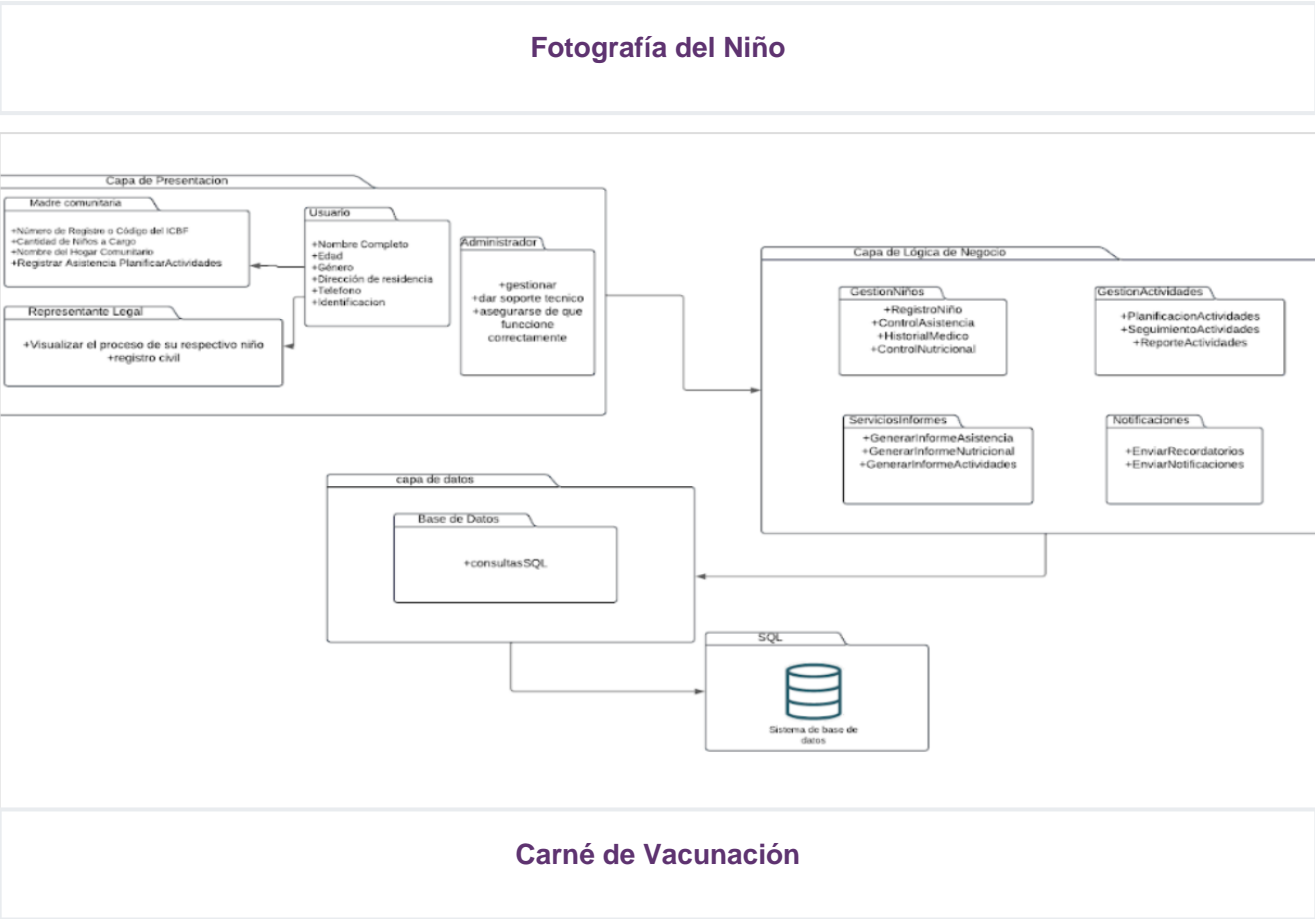 Fotografía del Niño
Capa de Presentacion
Madre comunitaria
+Número de Registro o Código del ICBF
+Cantidad de Niños a Cargo
+Nombre del Hogar Comunitario
+Registrar Asistencia PlanificarActividades
Usuario
+Nombre Completo
+Edad
+Género
+Dirección de residencia
+Telefono
+Identificacion
Administrador
+gestionar
+dar soporte tecnico
+asegurarse de que
funccione
correctamente
Representante Legal
+Visualizar el proceso de su respectivo niño
+registro civil
Capa de Lógica de Negocio
GestionNiños
+RegistroNiño
+ControlAsistencia
+HistorialMedico
+ControlNutricional
GestionActividades
+PlanificacionActividades
+SeguimientoActividades
+ReporteActividades
ServiciosInformes
+GenerarInformeAsistencia
+GenerarInformeNutricional
+GenerarInformeActividades
Notificaciones
+EnviarRecordatorios
+EnviarNotificaciones
capa de datos
Base de Datos
+consultasSQL
SQL
Sistema de base de
datos
Carné de Vacunación